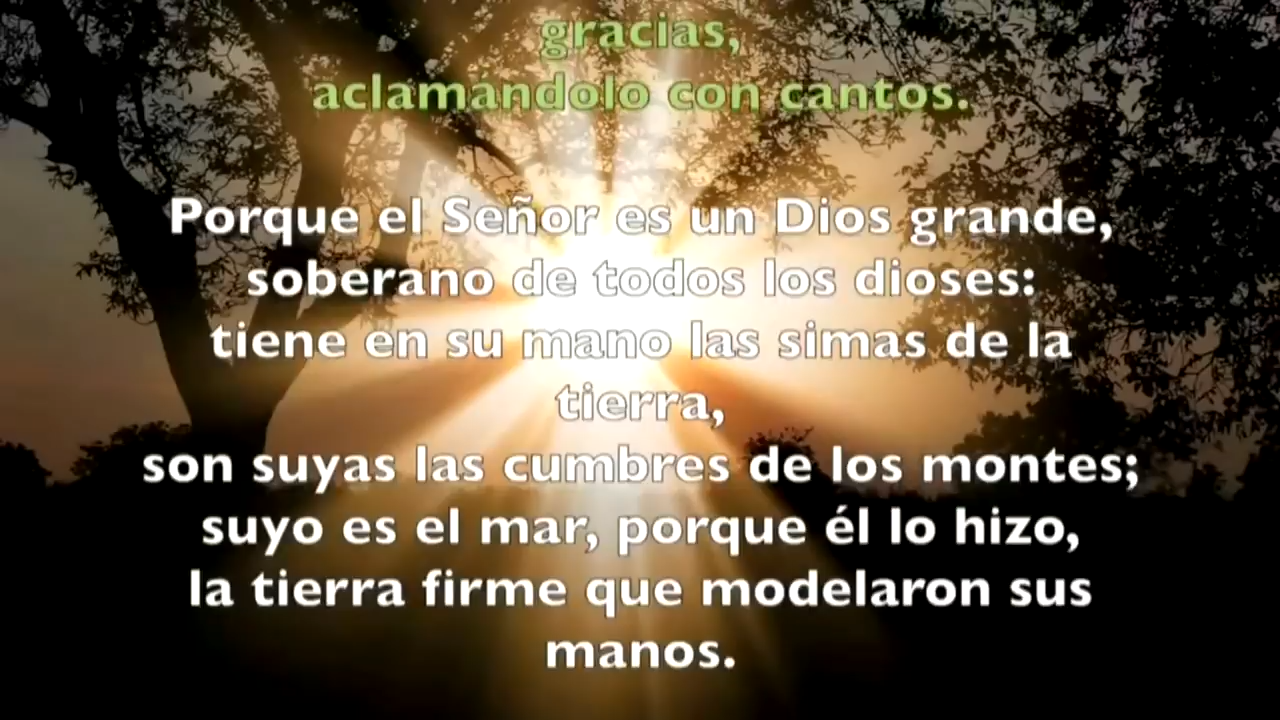 gracias,
aclamándolo con cantos.
Porque el Señor es un Dios grande,
soberano de todos los dioses:
tiene en su mano las simas de la
tierra,
son suyas las cumbres de los montes;
suyo es el mar, porque él lo hizo,
la tierra firme que modelaron sus
manos.